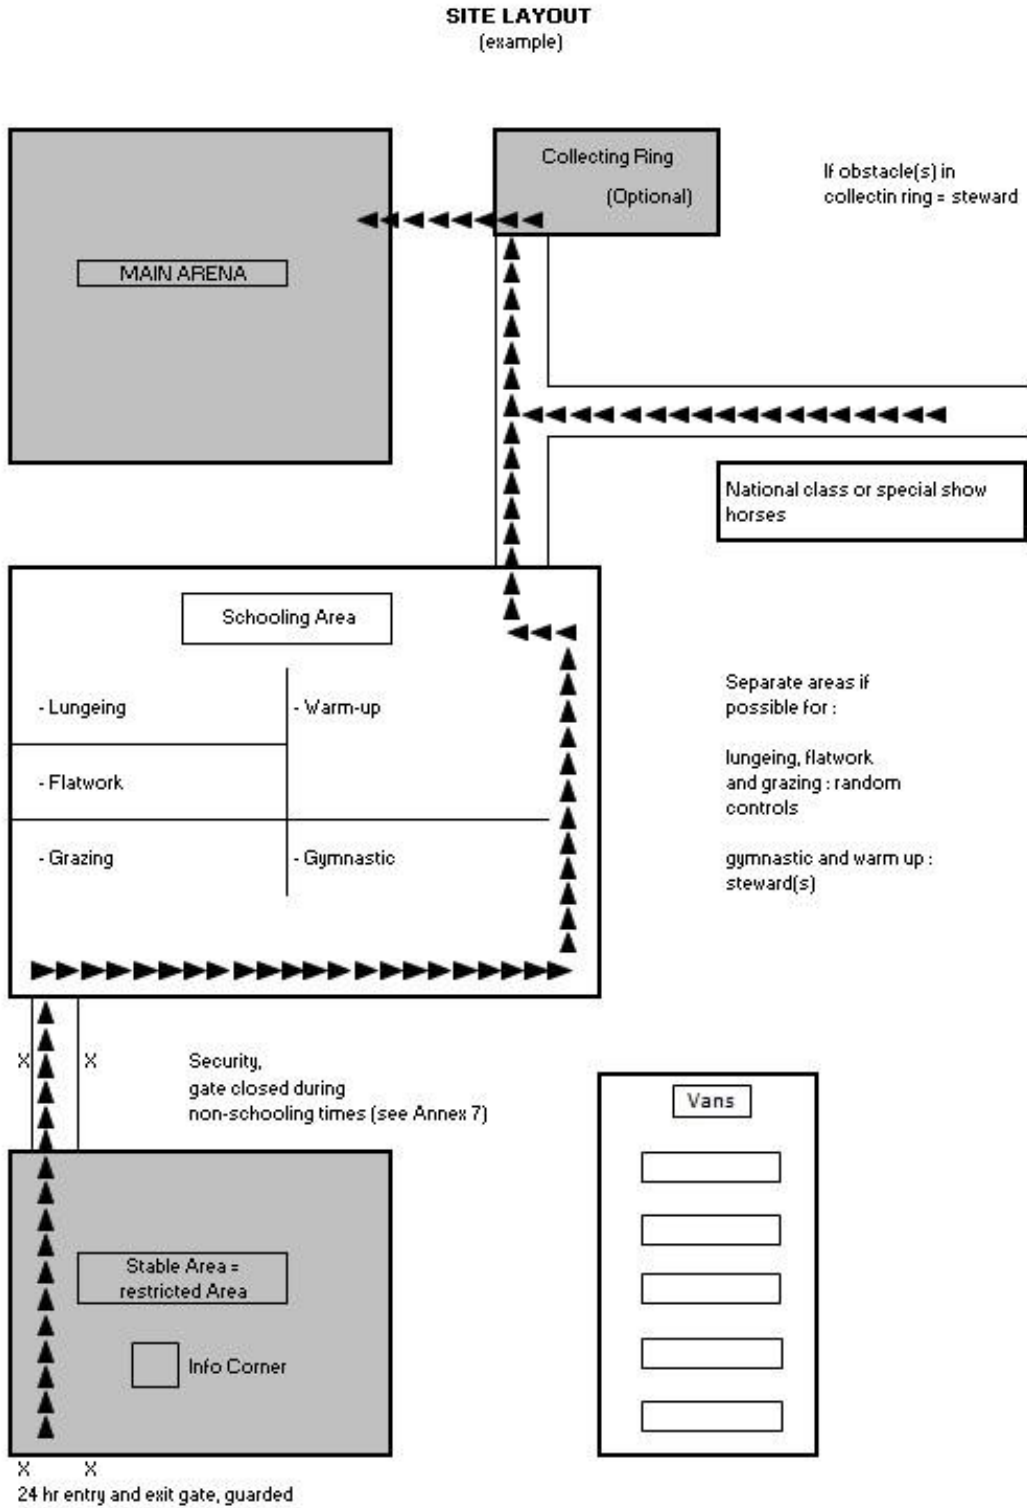 SITE LAYOUT
(example)
Collecting Ring
(Optional)
If obstacle(s) in
collectin ring = steward
MAIN ARENA
National class or special show
horses
Schooling Area
- Lungeing
- Warm-up
- Flatwork
- Grazing
- Gymnastic
Separate areas if
possible for :
lungeing, flatwork
and grazing : random
controls
gymnastic and warm up :
steward(s)
X X
Security,
gate closed during
non-schooling times (see Annex 7)
Vans
Stable Area =
restricted Area
Info Corner
X X
24 hr entry and exit gate, guarded